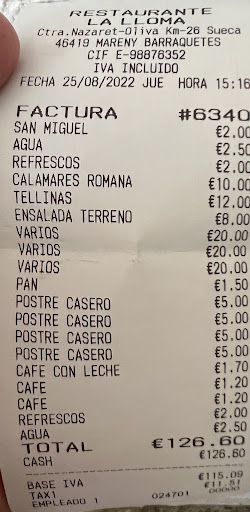 RESTAURANTE
LA LLOMA
Ctra.Nazaret-Oliva Km-26 Sueca
46419 MARENY BARRAQUETES
CIF E-98876352
IVA INCLUIDO
FECHA 25/08/2022 JUE HORA 15:16
FACTURA #6340
SAN MIGUEL €2.00
AGUA €2.50
REFRESCOS €2.00
CALAMARES ROMANA €10.00
TELLINAS €12.00
ENSALADA TERRENO €8.00
VARIOS €20.00
VARIOS €20.00
VARIOS €20.00
PAN €1.50
POSTRE CASERO €5.00
POSTRE CASERO €5.00
POSTRE CASERO €5.00
POSTRE CASERO €5.00
CAFE CON LECHE €1.70
CAFE €1.20
CAFE €1.20
REFRESCOS €2.00
AGUA €2.50
TOTAL €126.60
CASH €126.60
BASE IVA €115.09
TAX1 €11.51
EMPLEADO 1 024701 00000